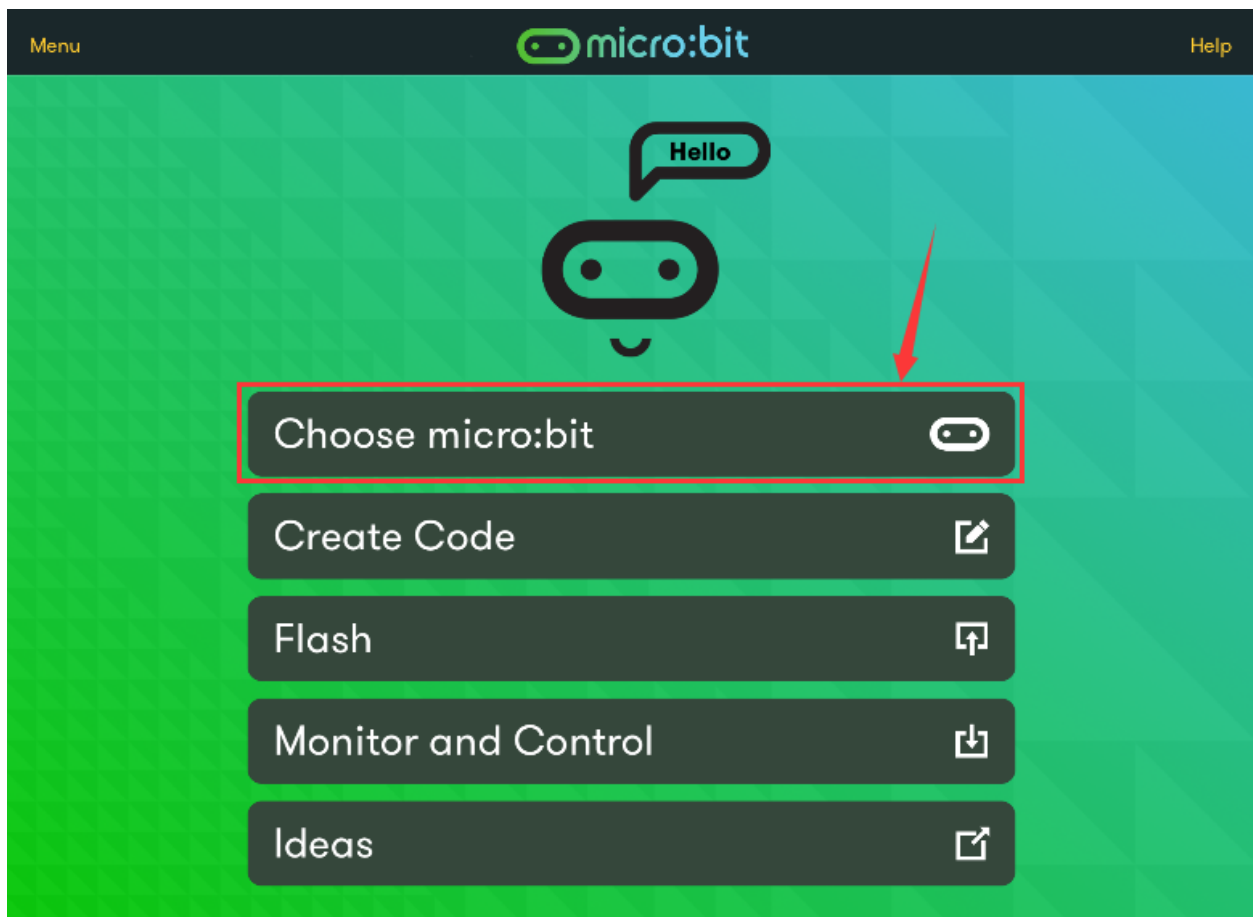 Menu
micro:bit
Help
Hello
Choose micro:bit
Create Code
Flash
Monitor and Control
Ideas